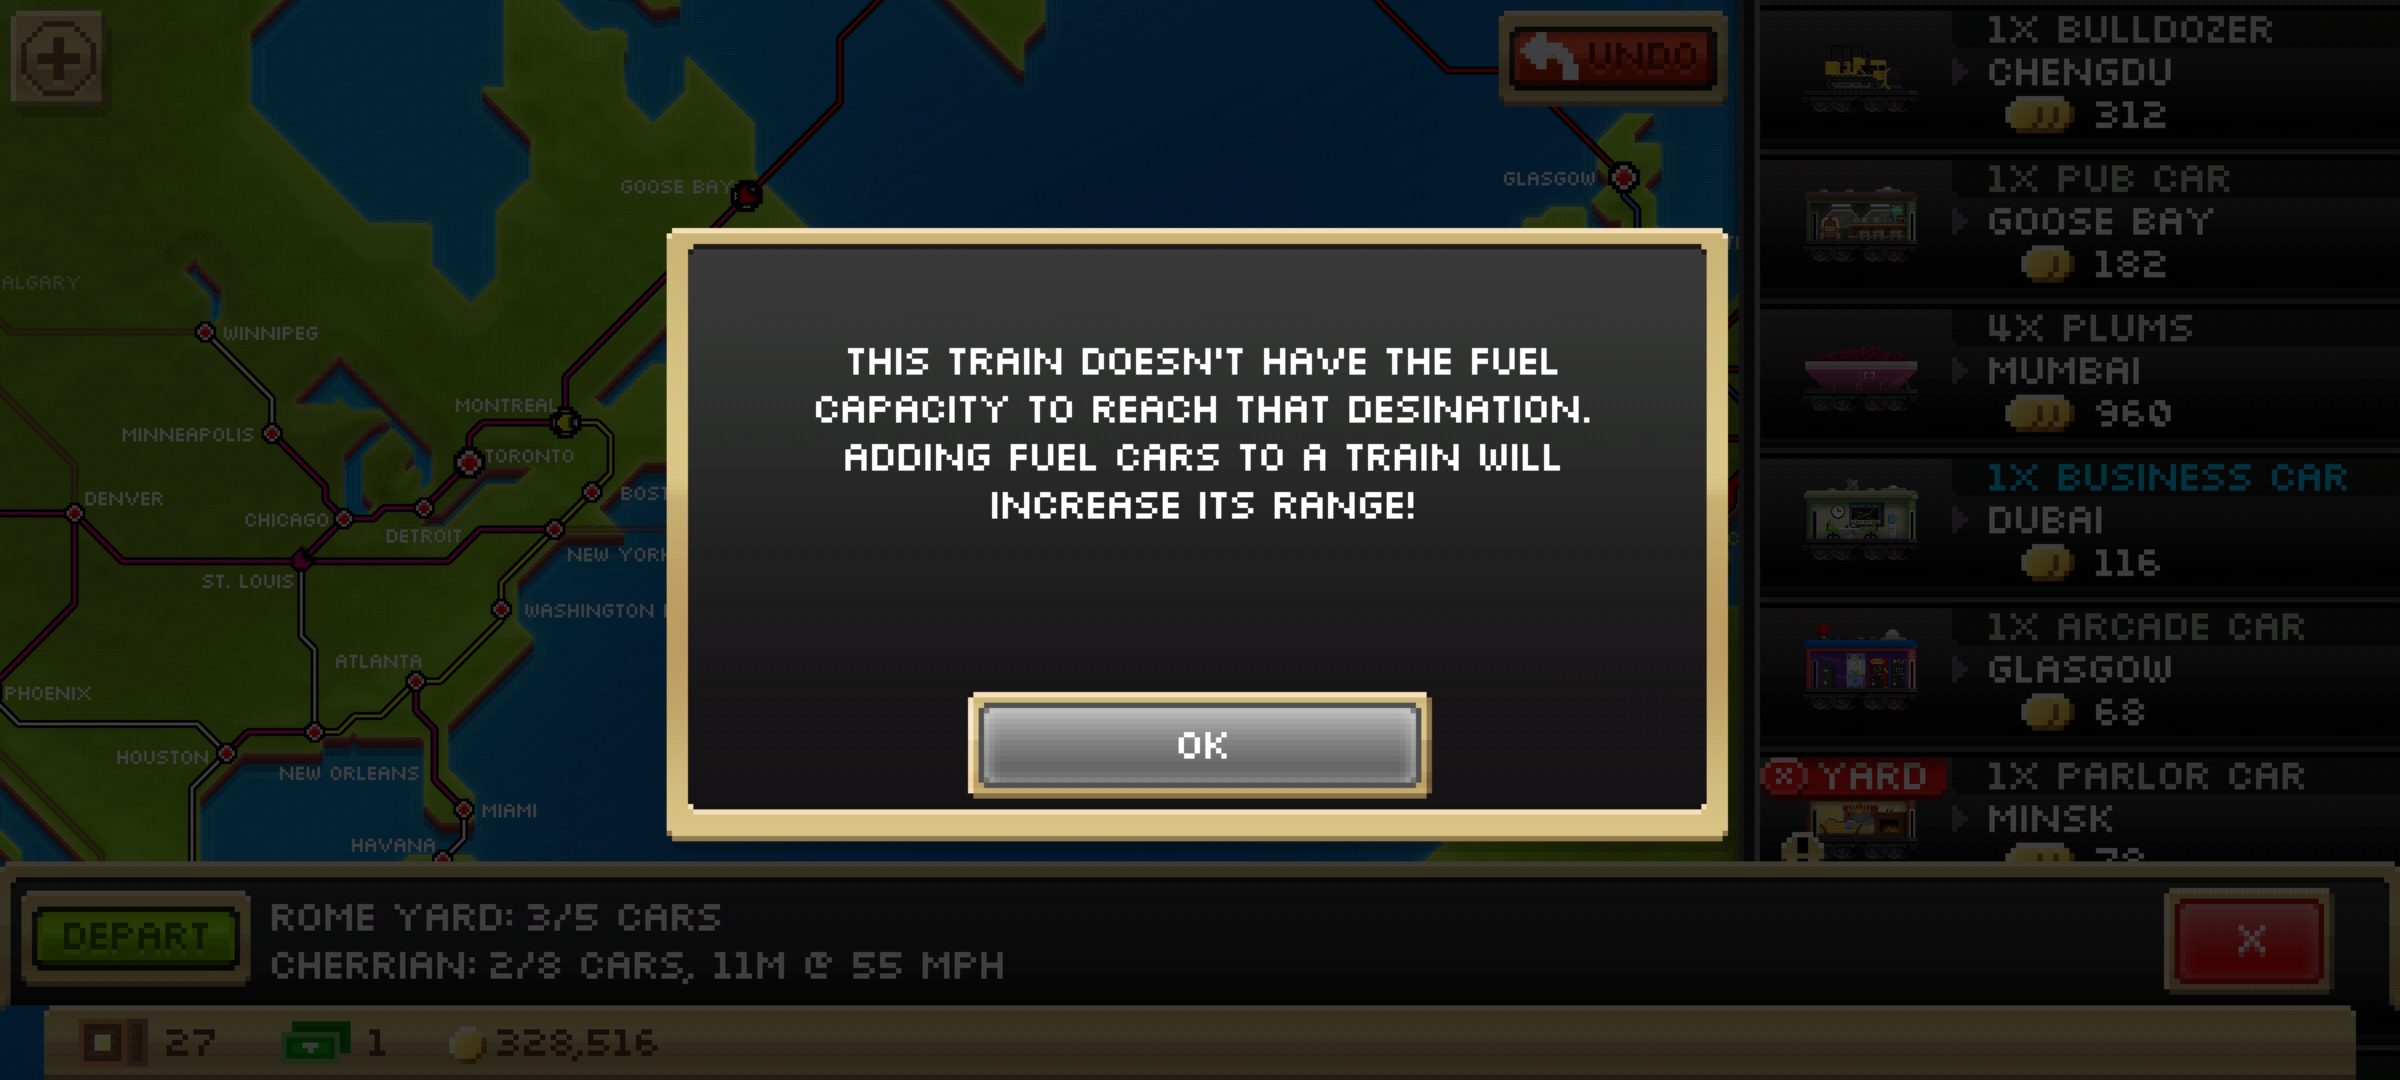 UNDO
GOOSE BAY
GLASGOW
ALGARY
WINNIPEG
MONTREAL
MINNEAPOLIS
TORONTO
DENVER
BOST
CHICAGO
DETROIT
NEW YORK
ST. LOUIS
WASHINGTON
ATLANTA
PHOENIX
HOUSTON
NEW ORLEANS
MIAMI
HAVANA
THIS TRAIN DOESN'T HAVE THE FUEL
CAPACITY TO REACH THAT DESINATION.
ADDING FUEL CARS TO A TRAIN WILL
INCREASE ITS RANGE!
OK
1X BULLDOZER
CHENGDU
312
1X PUB CAR
GOOSE BAY
182
4X PLUMS
MUMBAI
960
1X BUSINESS CAR
DUBAI
116
1X ARCADE CAR
GLASGOW
68
X YARD
1X PARLOR CAR
MINSK
DEPART
ROME YARD: 3/5 CARS
CHERRIAN: 2/8 CARS, 11M @ 55 MPH
X
27
1
328,516